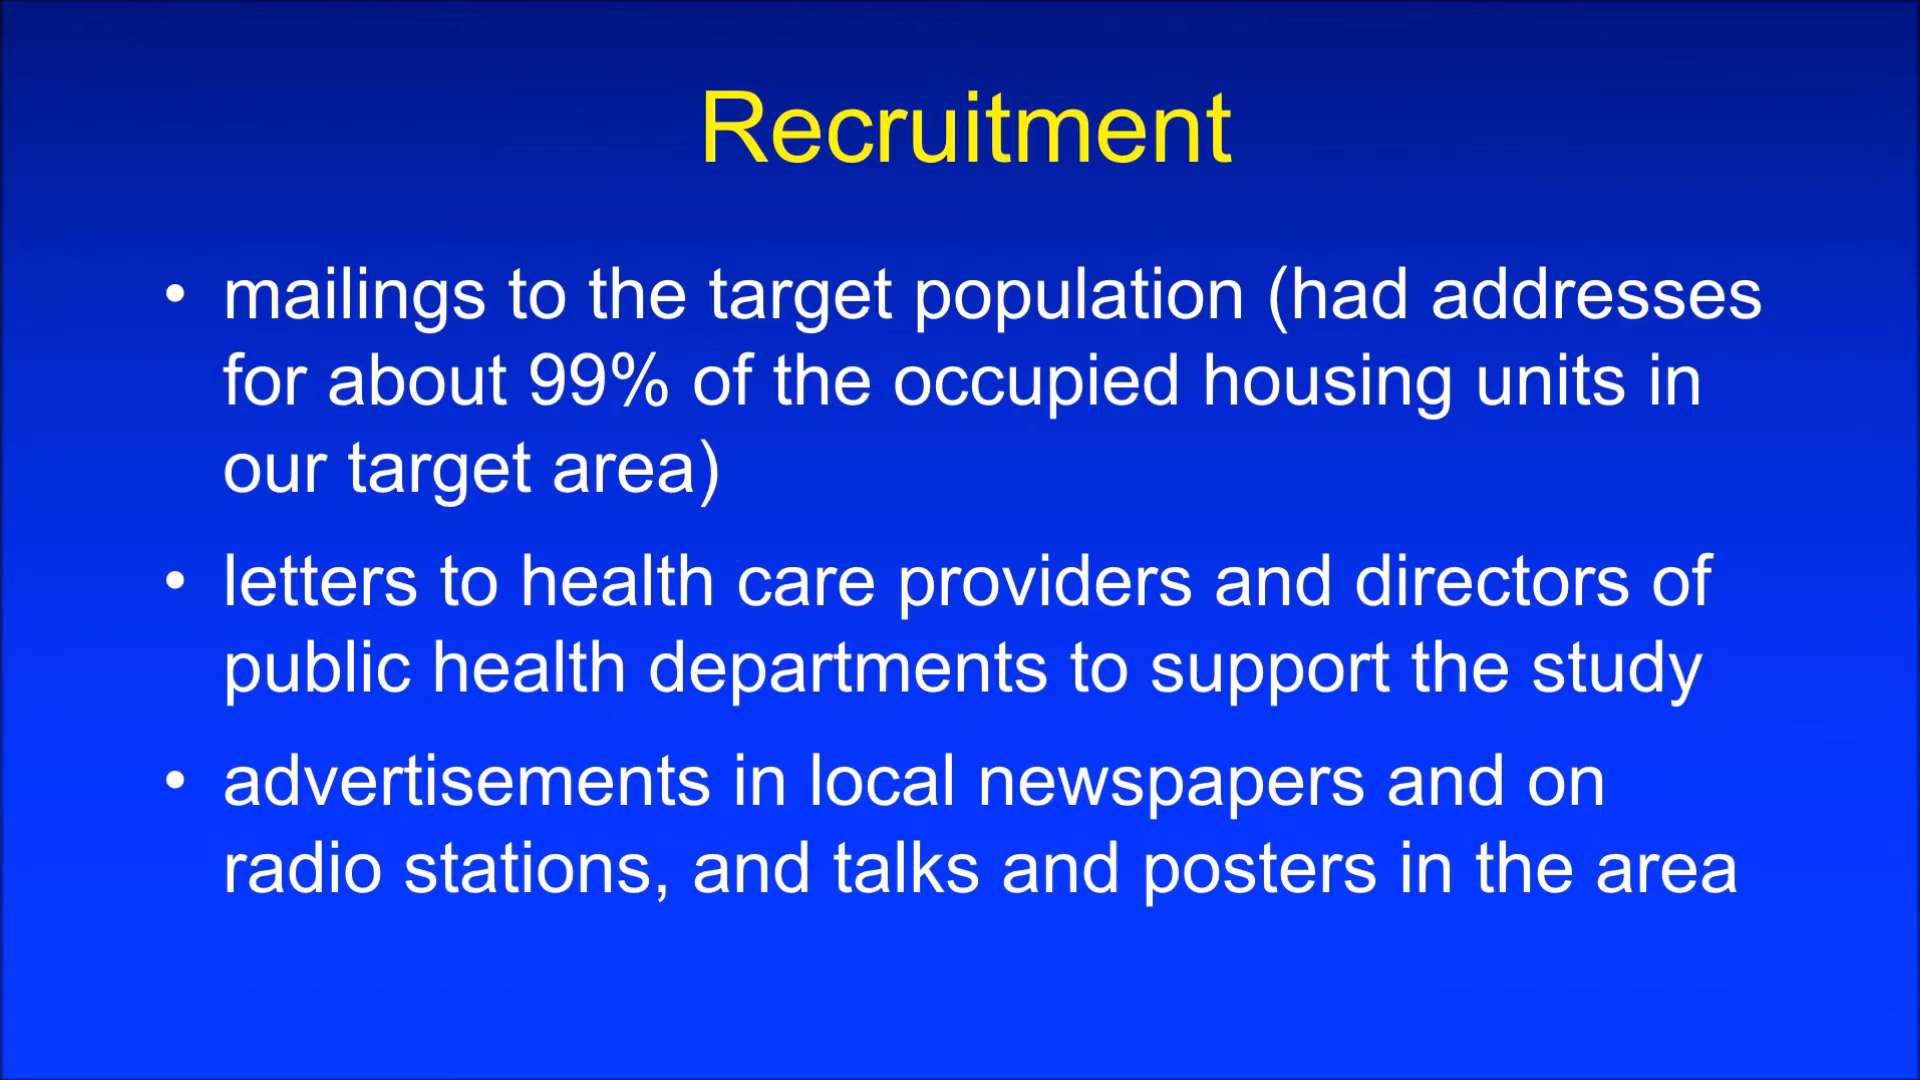 Recruitment
• mailings to the target population (had addresses
for about 99% of the occupied housing units in
our target area)
• letters to health care providers and directors of
public health departments to support the study
• advertisements in local newspapers and on
radio stations, and talks and posters in the area